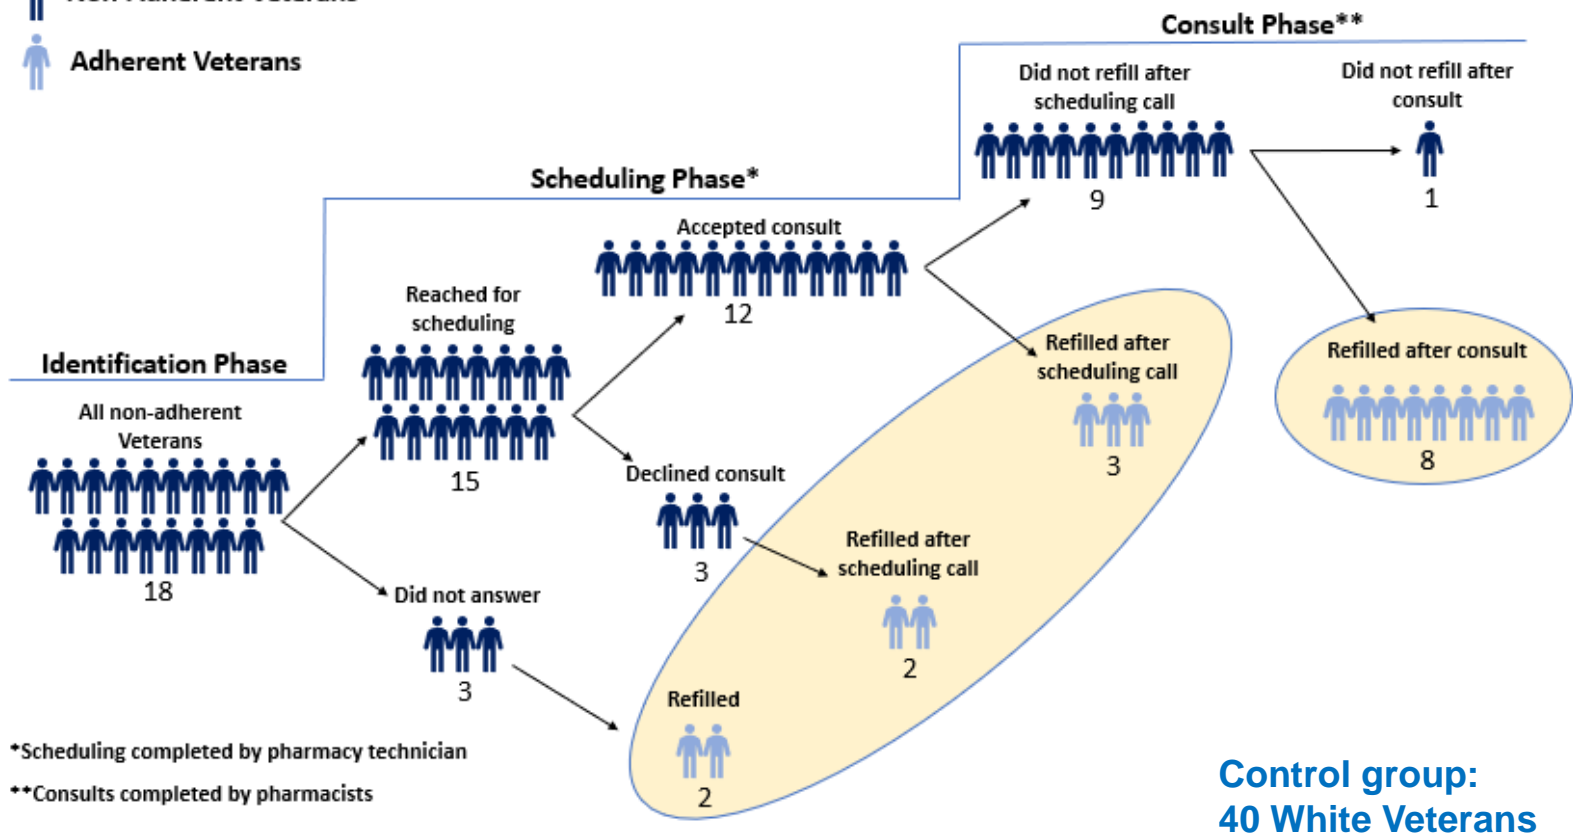 Adherent Veterans
Consult Phase**
Did not refill after
scheduling call
9
Did not refill after
consult
1
Scheduling Phase*
Accepted consult
12
Reached for
scheduling
15
Refilled after
scheduling call
3
Refilled after consult
8
Identification Phase
All non-adherent
Veterans
18
Declined consult
3
Refilled after
scheduling call
2
Did not answer
3
Refilled
2
*Scheduling completed by pharmacy technician
**Consults completed by pharmacists
Control group:
40 White Veterans